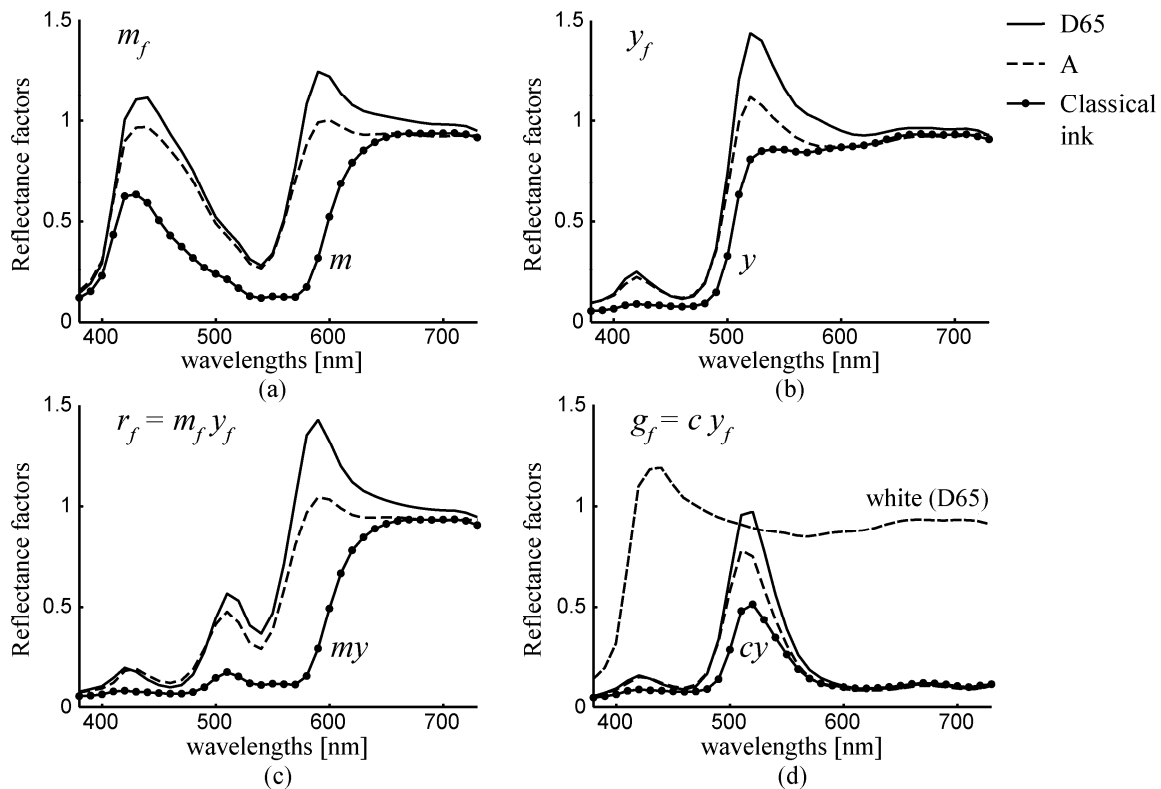 1.5
1
0.5
0
Reflectance factors
m_f
m
400 500 600 700
wavelengths [nm]
(a)
1.5
1
0.5
0
Reflectance factors
y_f
y
400 500 600 700
wavelengths [nm]
(b)
D65
A
Classical
ink
1.5
1
0.5
0
Reflectance factors
r_f = m_f y_f
my
400 500 600 700
wavelengths [nm]
(c)
1.5
1
0.5
0
Reflectance factors
g_f = c y_f
white (D65)
cy
400 500 600 700
wavelengths [nm]
(d)